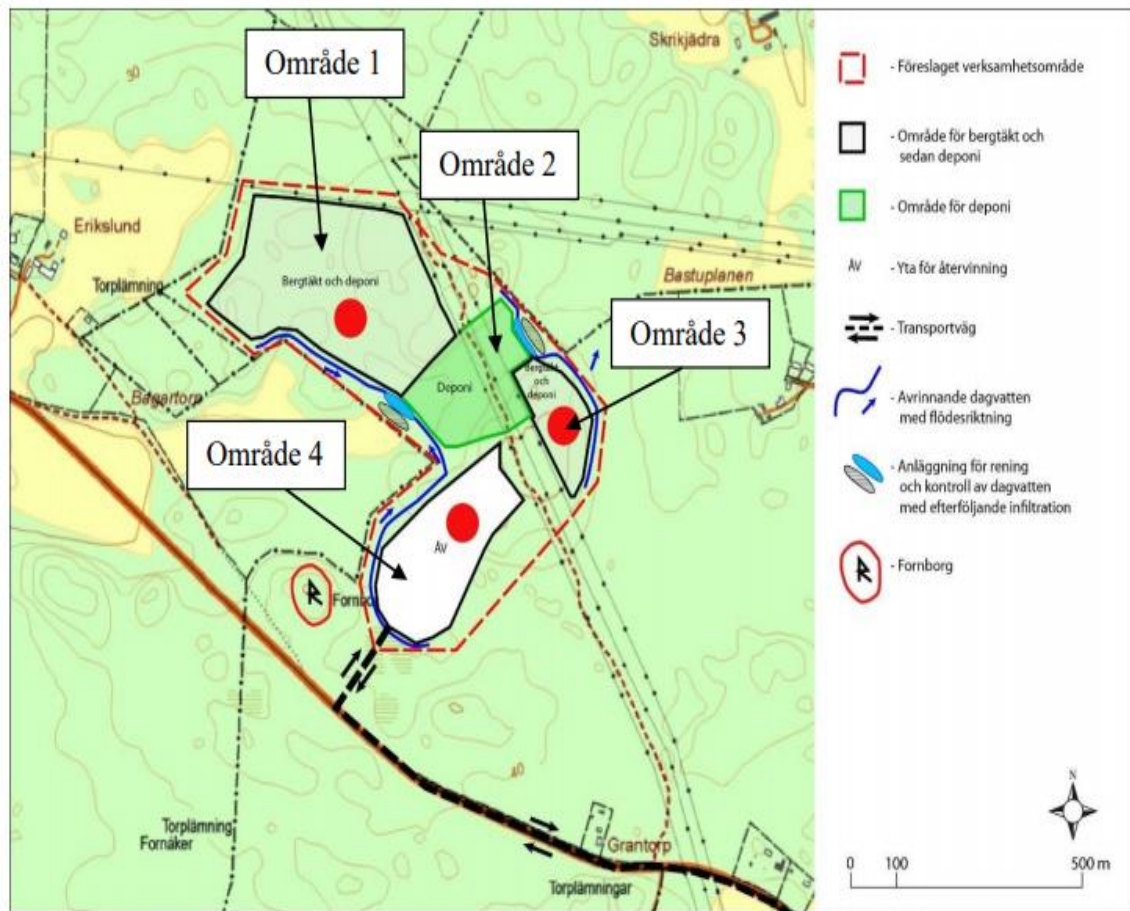 Område 1
Skrikjädra
30
Område 2
Erikslund
Torplämning
Bergtäkt och deponi
Bastuplanen
Område 3
Bergtäkt
och
deponi
Deponi
Bagartorp
Område 4
AV
Fornbo
40
Torplämning
Fornåker
Grantorp
Torplämningar
- Föreslaget verksamhetsområde
- Område för bergtäkt och
sedan deponi
- Område för deponi
AV - Yta för återvinning
- Transportväg
- Avrinnande dagvatten
med flödesriktning
- Anläggning för rening
och kontroll av dagvatten
med efterföljande infiltration
R - Fornborg
N
0 100 500 m